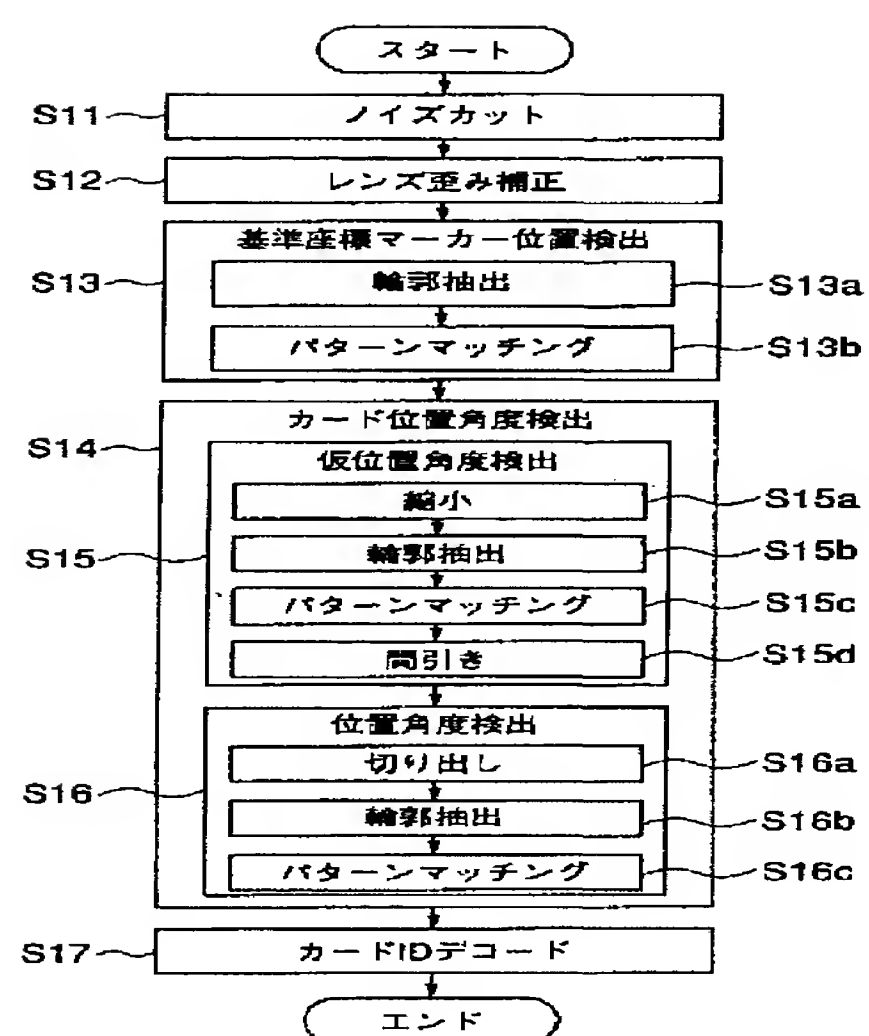 スタート
S11 ノイズカット
S12 レンズ歪み補正
基準座標マーカー位置検出
S13 輪郭抽出 S13a
パターンマッチング S13b
カード位置角度検出
S14
仮位置角度検出
縮小 S15a
S15 輪郭抽出 S15b
パターンマッチング S15c
間引き S15d
位置角度検出
切り出し S16a
S16 輪郭抽出 S16b
パターンマッチング S16c
S17 カードIDデコード
エンド